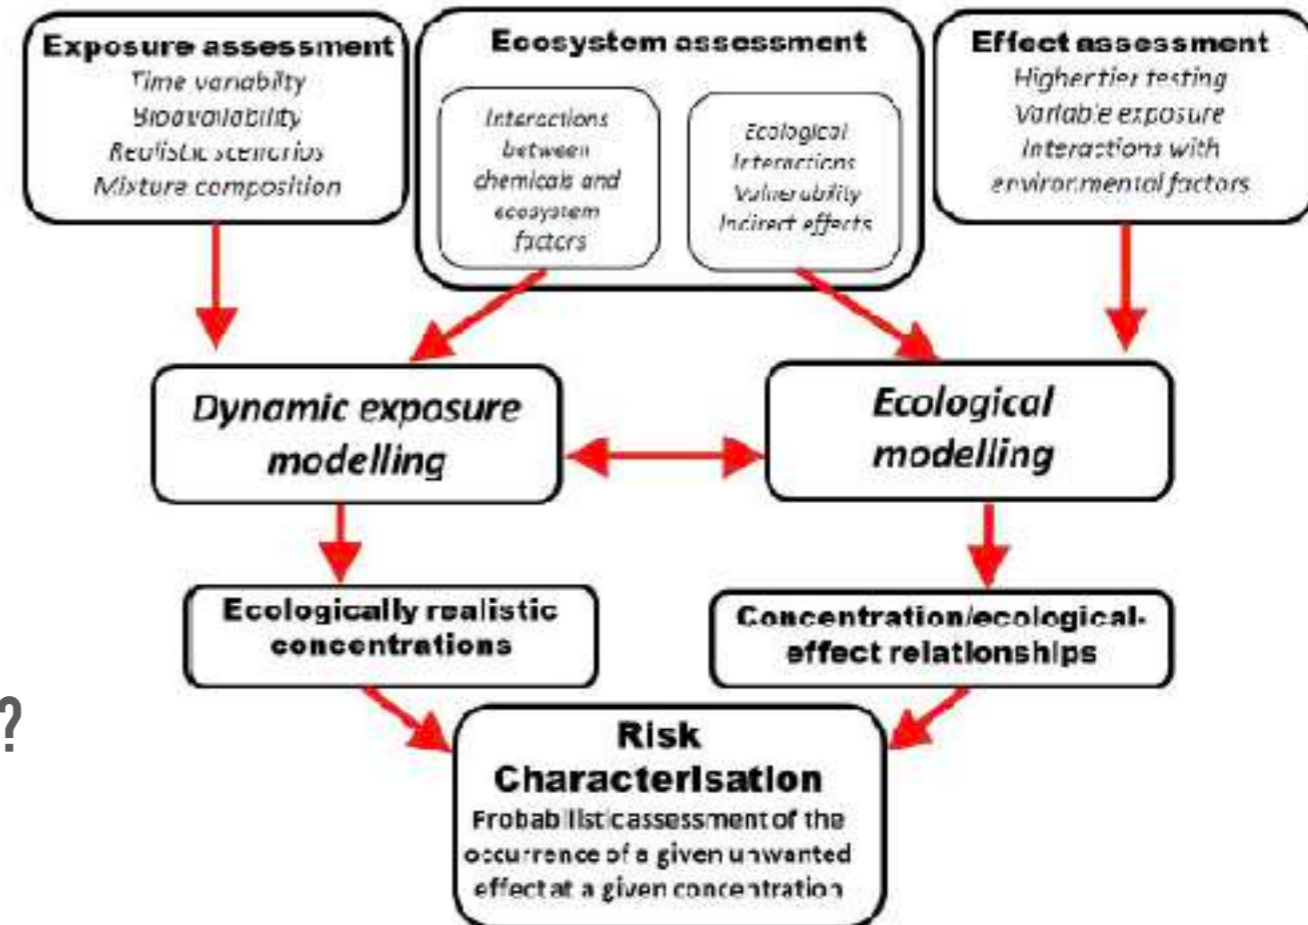 Exposure assessment
Time variabilty
Bioavailability
Realistic scenarios
Mixture composition
Ecosystem assessment
Interactions
between
chemicals and
ecosystem
factors
Ecological
Interactions
Vulnerability
Indirect effects
Effect assessment
Higher tier testing
Variable exposure
Interactions with
environmental factors
Dynamic exposure
modelling
Ecological
modelling
Ecologically realistic
concentrations
Concentration/ecological-
effect relationships
?
Risk
Characterisation
Probabilistic assessment of the
occurrence of a given unwanted
effect at a given concentration